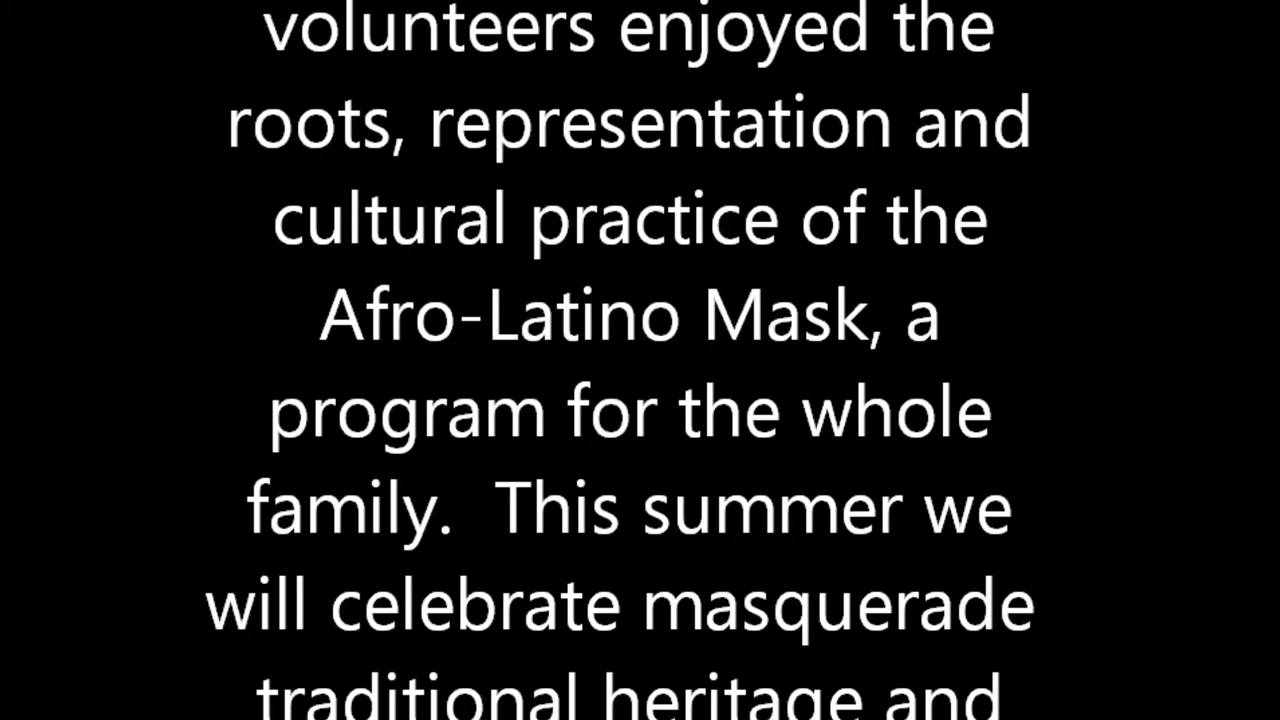 volunteers enjoyed the
roots, representation and
cultural practice of the
Afro-Latino Mask, a
program for the whole
family.  This summer we
will celebrate masquerade
traditional heritage and